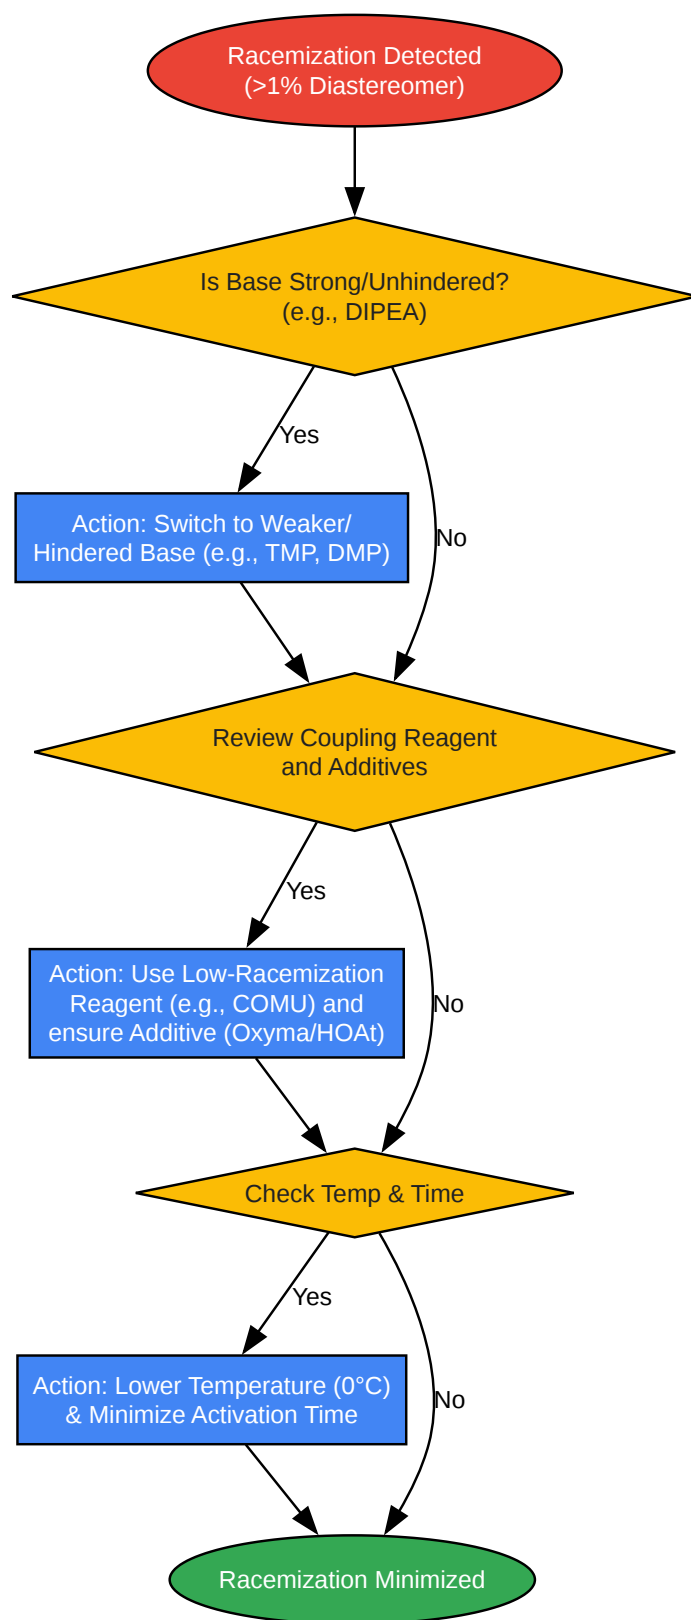 Racemization Detected
(>1% Diastereomer)
Is Base Strong/Unhindered?
(e.g., DIPEA)
Yes
Action: Switch to Weaker/
Hindered Base (e.g., TMP, DMP)
No
Review Coupling Reagent
and Additives
Yes
Action: Use Low-Racemization
Reagent (e.g., COMU) and
ensure Additive (Oxyma/HOAt)
No
Check Temp & Time
Yes
Action: Lower Temperature (0°C)
& Minimize Activation Time
No
Racemization Minimized